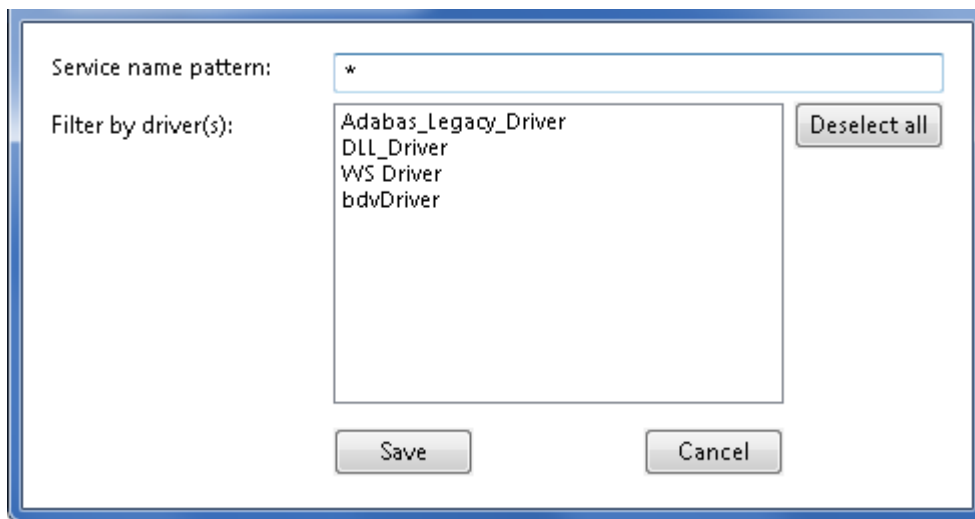 Service name pattern:
*
Filter by driver(s):
Adabas_Legacy_Driver
DLL_Driver
WS Driver
bdvDriver
Deselect all
Save
Cancel